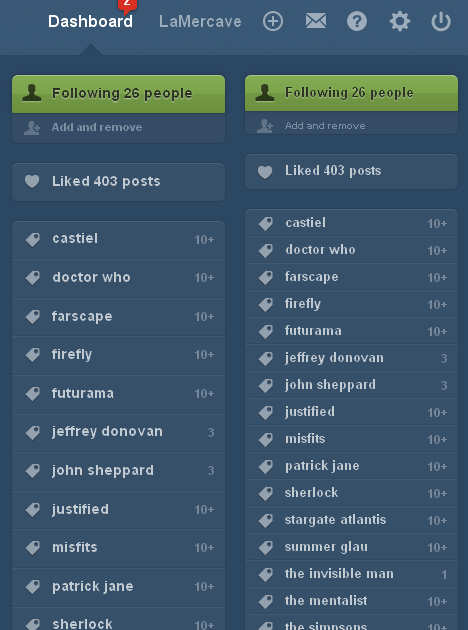 2
Dashboard LaMercave
Following 26 people
Add and remove
Liked 403 posts
castiel 10+
doctor who 10+
farscape 10+
firefly 10+
futurama 10+
jeffrey donovan 3
john sheppard 3
justified 10+
misfits 10+
patrick jane 10+
sherlock 10+
Following 26 people
Add and remove
Liked 403 posts
castiel 10+
doctor who 10+
farscape 10+
firefly 10+
futurama 10+
jeffrey donovan 3
john sheppard 3
justified 10+
misfits 10+
patrick jane 10+
sherlock 10+
stargate atlantis 10+
summer glau 10+
the invisible man 1
the mentalist 10+
the simpsons 10+